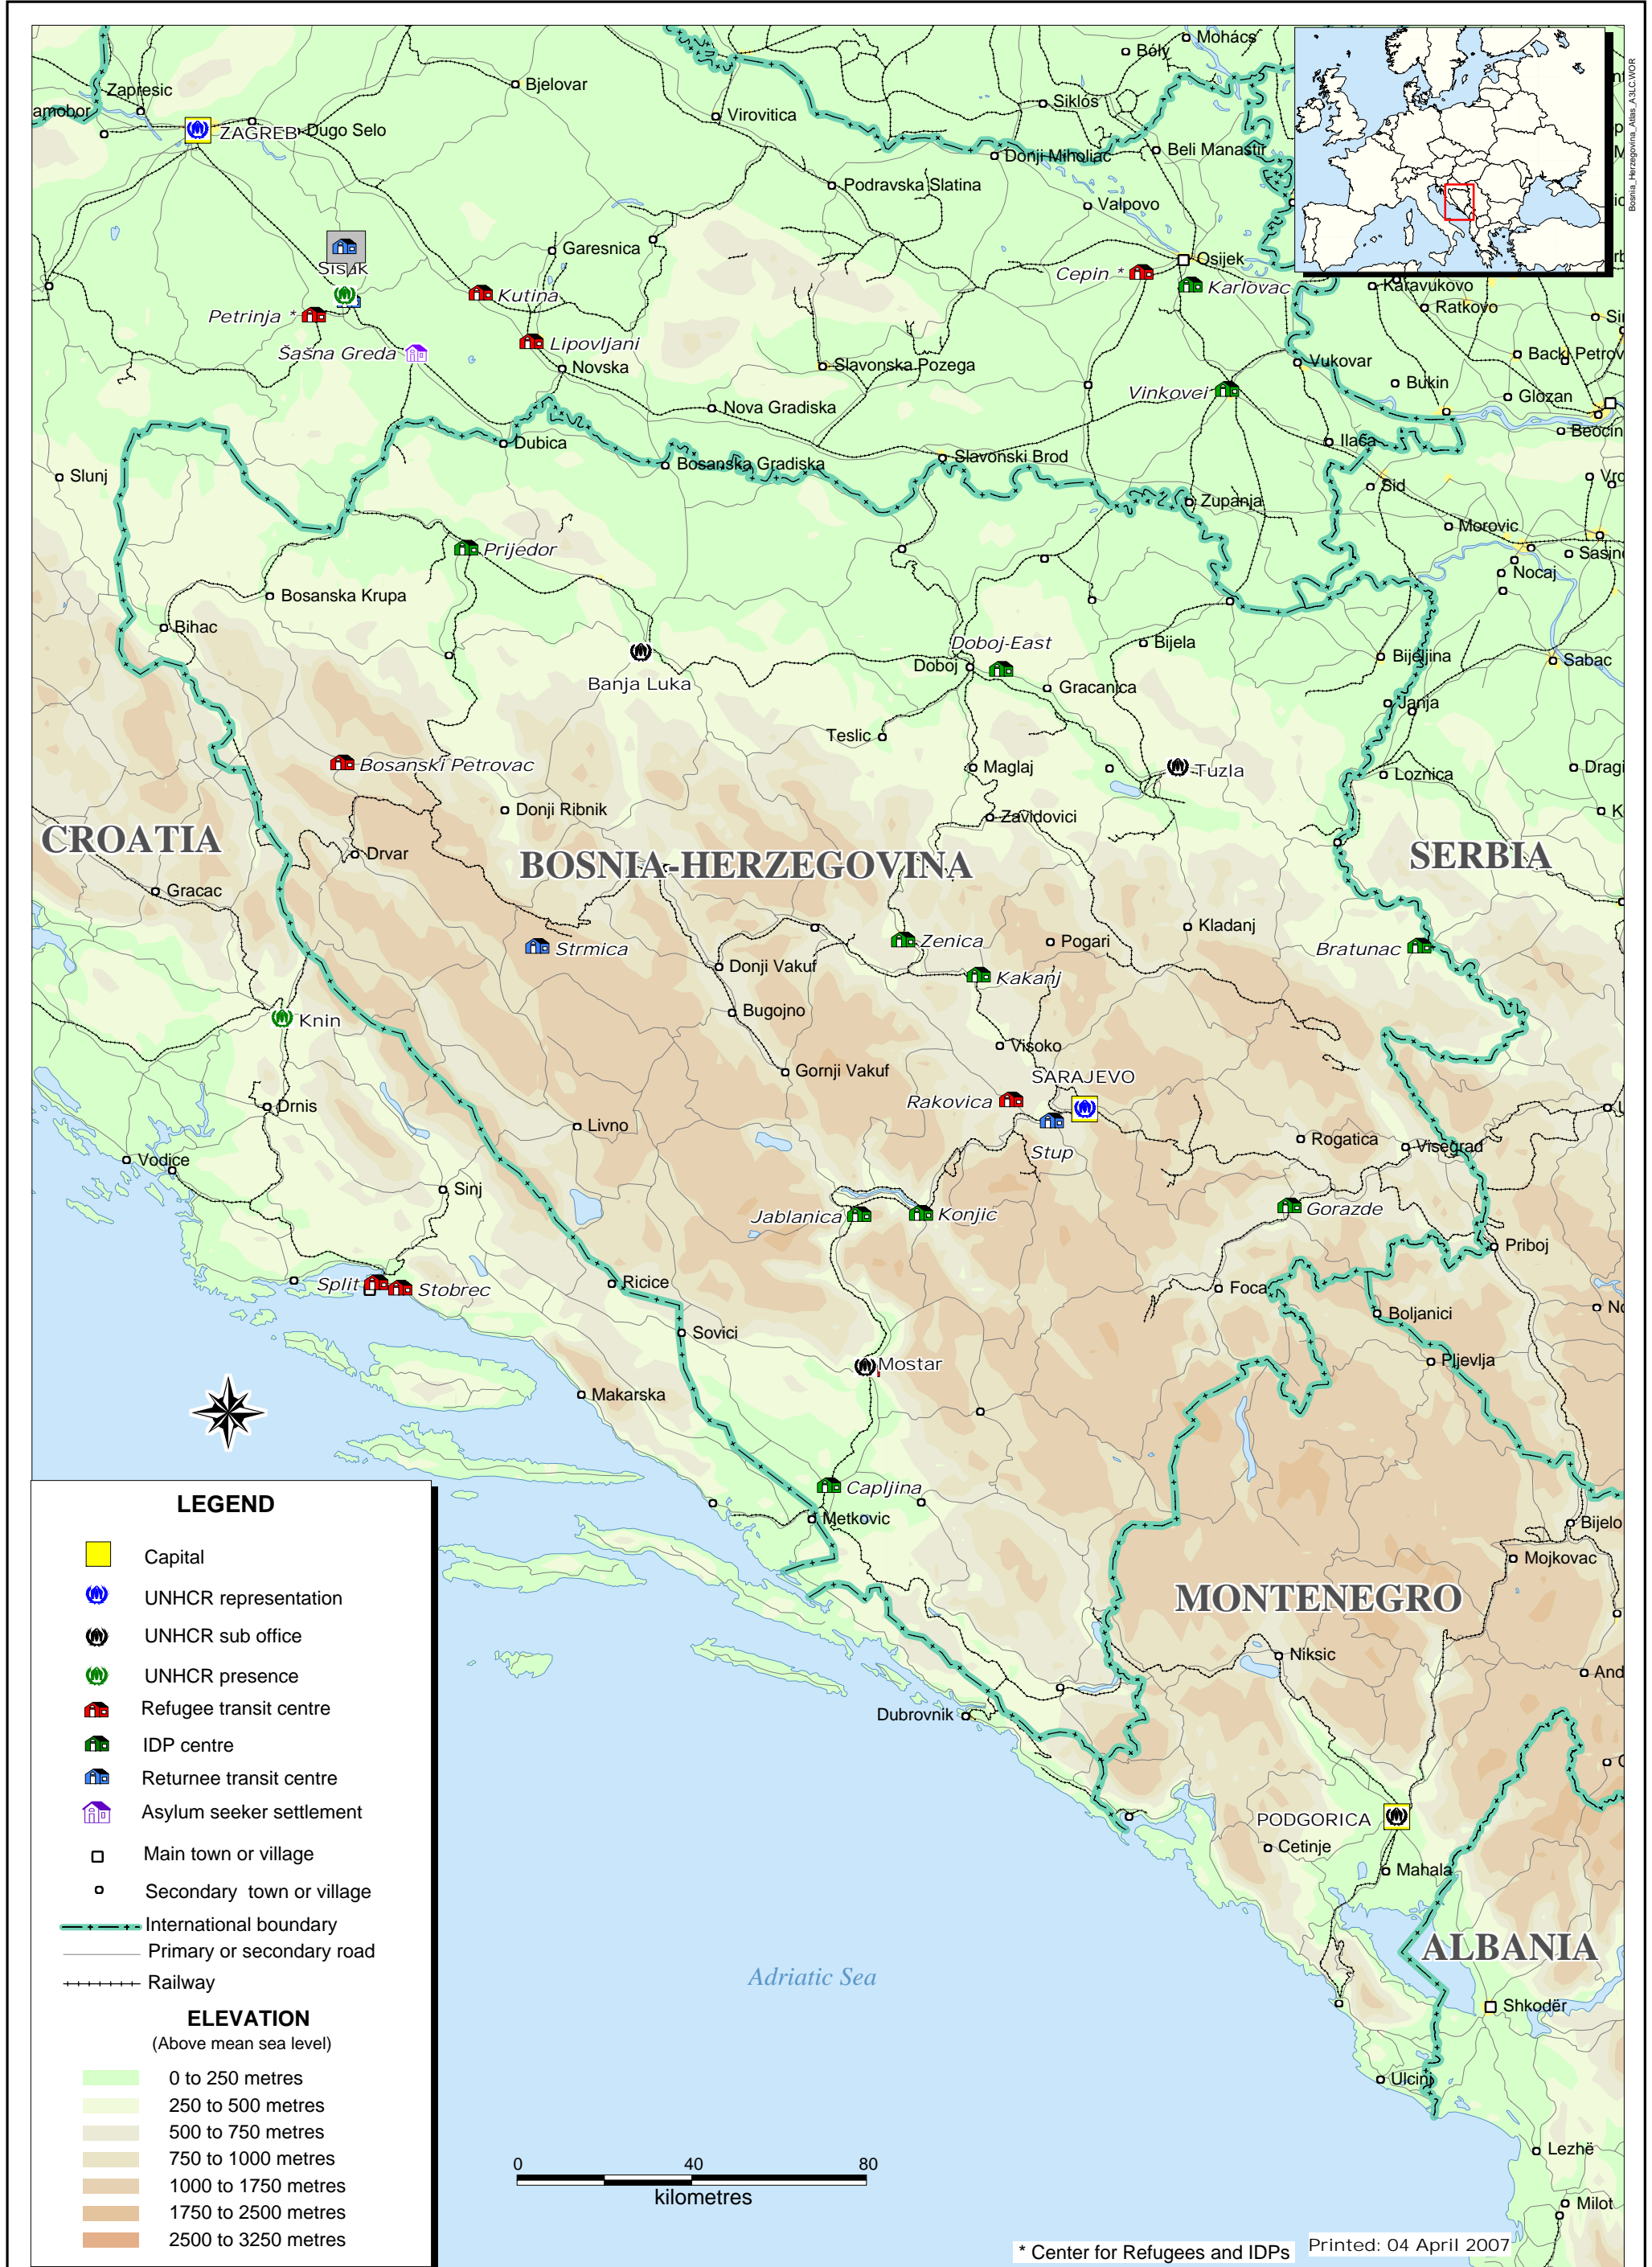 Mohács
Bóly
Bosnia_Herzegovina_Atlas_A3LC.WOR
Zapresic
Bjelovar
Siklós
amobor
Virovitica
ZAGREB
Dugo Selo
Donji Miholjac
Beli Manastir
Podravska Slatina
Valpovo
Garesnica
Sisak
Osijek
Cepin *
Karlovac
Karavukovo
Kutina
Ratkovo
Petrinja *
Lipovljani
Šašna Greda
Novska
Slavonska Pozega
Vukovar
Backi Petrov
Vinkovei
Bukin
Glozan
Nova Gradiska
Beocin
Dubica
Ilača
Slunj
Bosanska Gradiska
Slavonski Brod
Sid
Zupanja
Morovic
Prijedor
Sasin
Nocaj
Bosanska Krupa
Bihac
Doboj-East
Bijela
Bijeljina
Sabac
Doboj
Banja Luka
Gracanica
Janja
Teslic
Bosanski Petrovac
Maglaj
Tuzla
Loznica
Dragi
Donji Ribnik
Zavidovici
CROATIA
Drvar
BOSNIA-HERZEGOVINA
SERBIA
Gracac
Kladanj
Strmica
Zenica
Pogari
Bratunac
Donji Vakuf
Kakanj
Bugojno
Knin
Visoko
Gornji Vakuf
SARAJEVO
Rakovica
Drnis
Livno
Stup
Rogatica
Visegrad
Vodice
Sinj
Jablanica
Konjic
Gorazde
Priboj
Split
Stobrec
Ricice
Foca
Boljanici
Sovici
Mostar
Pljevlja
Makarska
Capljina
Metkovic
Bijelo
Mojkovac
MONTENEGRO
Niksic
And
Dubrovnik
PODGORICA
Cetinje
Mahala
ALBANIA
Adriatic Sea
Shkodër
Ulcinj
Lezhë
Milot
LEGEND
Capital
UNHCR representation
UNHCR sub office
UNHCR presence
Refugee transit centre
IDP centre
Returnee transit centre
Asylum seeker settlement
Main town or village
Secondary town or village
International boundary
Primary or secondary road
Railway
ELEVATION
(Above mean sea level)
0 to 250 metres
250 to 500 metres
500 to 750 metres
750 to 1000 metres
1000 to 1750 metres
1750 to 2500 metres
2500 to 3250 metres
0 40 80
kilometres
* Center for Refugees and IDPs
Printed: 04 April 2007